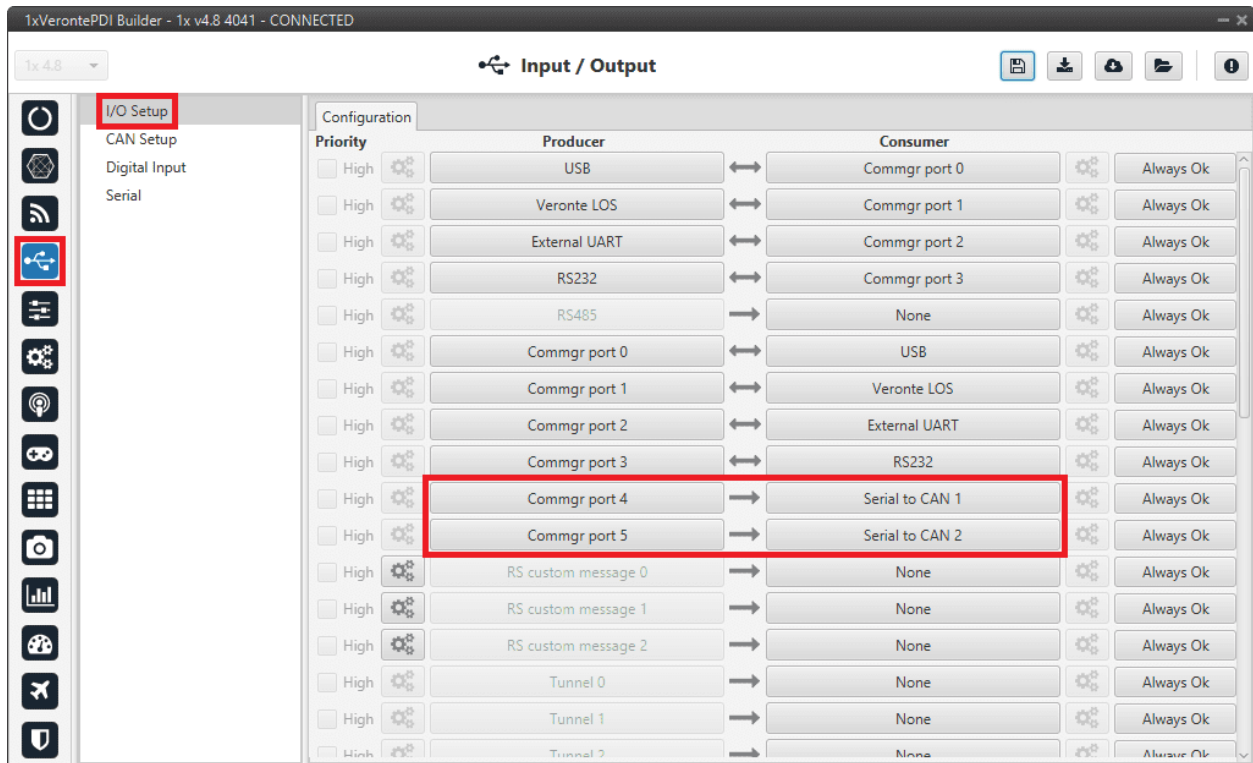 1xVerontePDI Builder - 1x v4.8 4041 - CONNECTED
1x 4.8 Input / Output
I/O Setup
CAN Setup
Digital Input
Serial
Configuration
Priority Producer Consumer
High USB Commgr port 0 Always Ok
High Veronte LOS Commgr port 1 Always Ok
High External UART Commgr port 2 Always Ok
High RS232 Commgr port 3 Always Ok
High RS485 None Always Ok
High Commgr port 0 USB Always Ok
High Commgr port 1 Veronte LOS Always Ok
High Commgr port 2 External UART Always Ok
High Commgr port 3 RS232 Always Ok
High Commgr port 4 Serial to CAN 1 Always Ok
High Commgr port 5 Serial to CAN 2 Always Ok
High RS custom message 0 None Always Ok
High RS custom message 1 None Always Ok
High RS custom message 2 None Always Ok
High Tunnel 0 None Always Ok
High Tunnel 1 None Always Ok
High Tunnel 2 None Always Ok